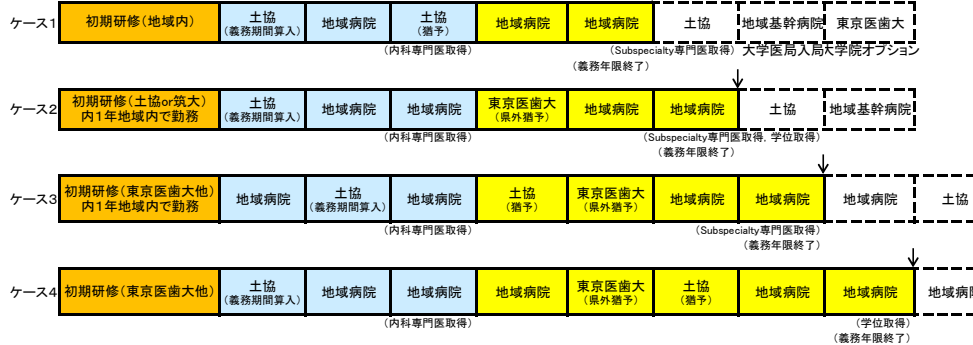 ケース1
初期研修(地域内)
土協
(義務期間算入)
地域病院
土協
(猶予)
地域病院
地域病院
土協
地域基幹病院
東京医歯大
(内科専門医取得)
(Subspecialty専門医取得)
大学医局入局
大学院オプション
(義務年限終了)
↓
ケース2
初期研修(土協or筑大)
内1年地域内で勤務
土協
(義務期間算入)
地域病院
地域病院
東京医歯大
(県外猶予)
地域病院
地域病院
土協
地域基幹病院
(内科専門医取得)
(Subspecialty専門医取得, 学位取得)
(義務年限終了)
↓
ケース3
初期研修(東京医歯大他)
内1年地域内で勤務
地域病院
土協
(義務期間算入)
地域病院
土協
(猶予)
東京医歯大
(県外猶予)
地域病院
地域病院
地域病院
土協
(内科専門医取得)
(Subspecialty専門医取得)
(義務年限終了)
↓
ケース4
初期研修(東京医歯大他)
土協
(義務期間算入)
地域病院
地域病院
地域病院
東京医歯大
(県外猶予)
土協
(猶予)
地域病院
地域病院
地域病院
(内科専門医取得)
(学位取得)
(義務年限終了)